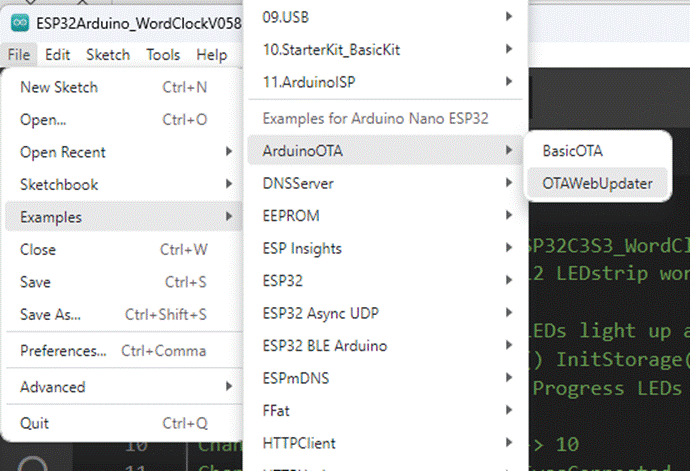 ESP32Arduino_WordClockV058
File Edit Sketch Tools Help
New Sketch Ctrl+N
Open... Ctrl+O
Open Recent
Sketchbook
Examples
Close Ctrl+W
Save Ctrl+S
Save As... Ctrl+Shift+S
Preferences... Ctrl+Comma
Advanced
Quit Ctrl+Q
09.USB
10.StarterKit_BasicKit
11.ArduinoISP
Examples for Arduino Nano ESP32
ArduinoOTA
DNSServer
EEPROM
ESP Insights
ESP32
ESP32 Async UDP
ESP32 BLE Arduino
ESPmDNS
FFat
HTTPClient
BasicOTA
OTAWebUpdater
P32C3S3_WordCl
2 LEDstrip wor
EDs light up a
() InitStorage(
Progress LEDs
10 Chan -> 10
11